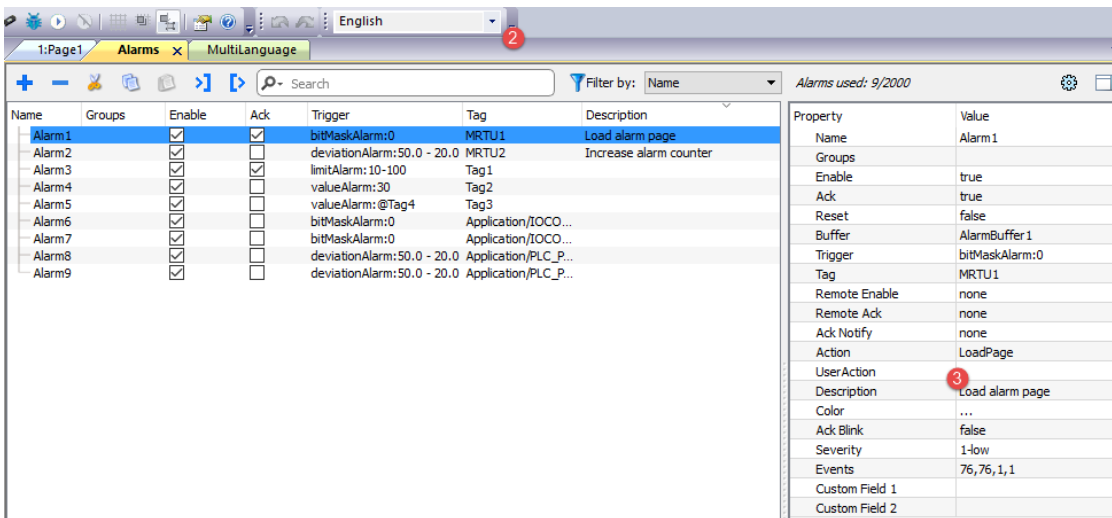 English
2
1:Page1 Alarms x MultiLanguage
Search Filter by: Name Alarms used: 9/2000
Name Groups Enable Ack Trigger Tag Description
Alarm1 bitMaskAlarm:0 MRTU1 Load alarm page
Alarm2 deviationAlarm:50.0 - 20.0 MRTU2 Increase alarm counter
Alarm3 limitAlarm:10-100 Tag1
Alarm4 valueAlarm:30 Tag2
Alarm5 valueAlarm:@Tag4 Tag3
Alarm6 bitMaskAlarm:0 Application/IOCO...
Alarm7 bitMaskAlarm:0 Application/IOCO...
Alarm8 deviationAlarm:50.0 - 20.0 Application/PLC_P...
Alarm9 deviationAlarm:50.0 - 20.0 Application/PLC_P...
Property Value
Name Alarm1
Groups
Enable true
Ack true
Reset false
Buffer AlarmBuffer1
Trigger bitMaskAlarm:0
Tag MRTU1
Remote Enable none
Remote Ack none
Ack Notify none
Action LoadPage
UserAction
3
Description Load alarm page
Color ...
Ack Blink false
Severity 1-low
Events 76,76,1,1
Custom Field 1
Custom Field 2